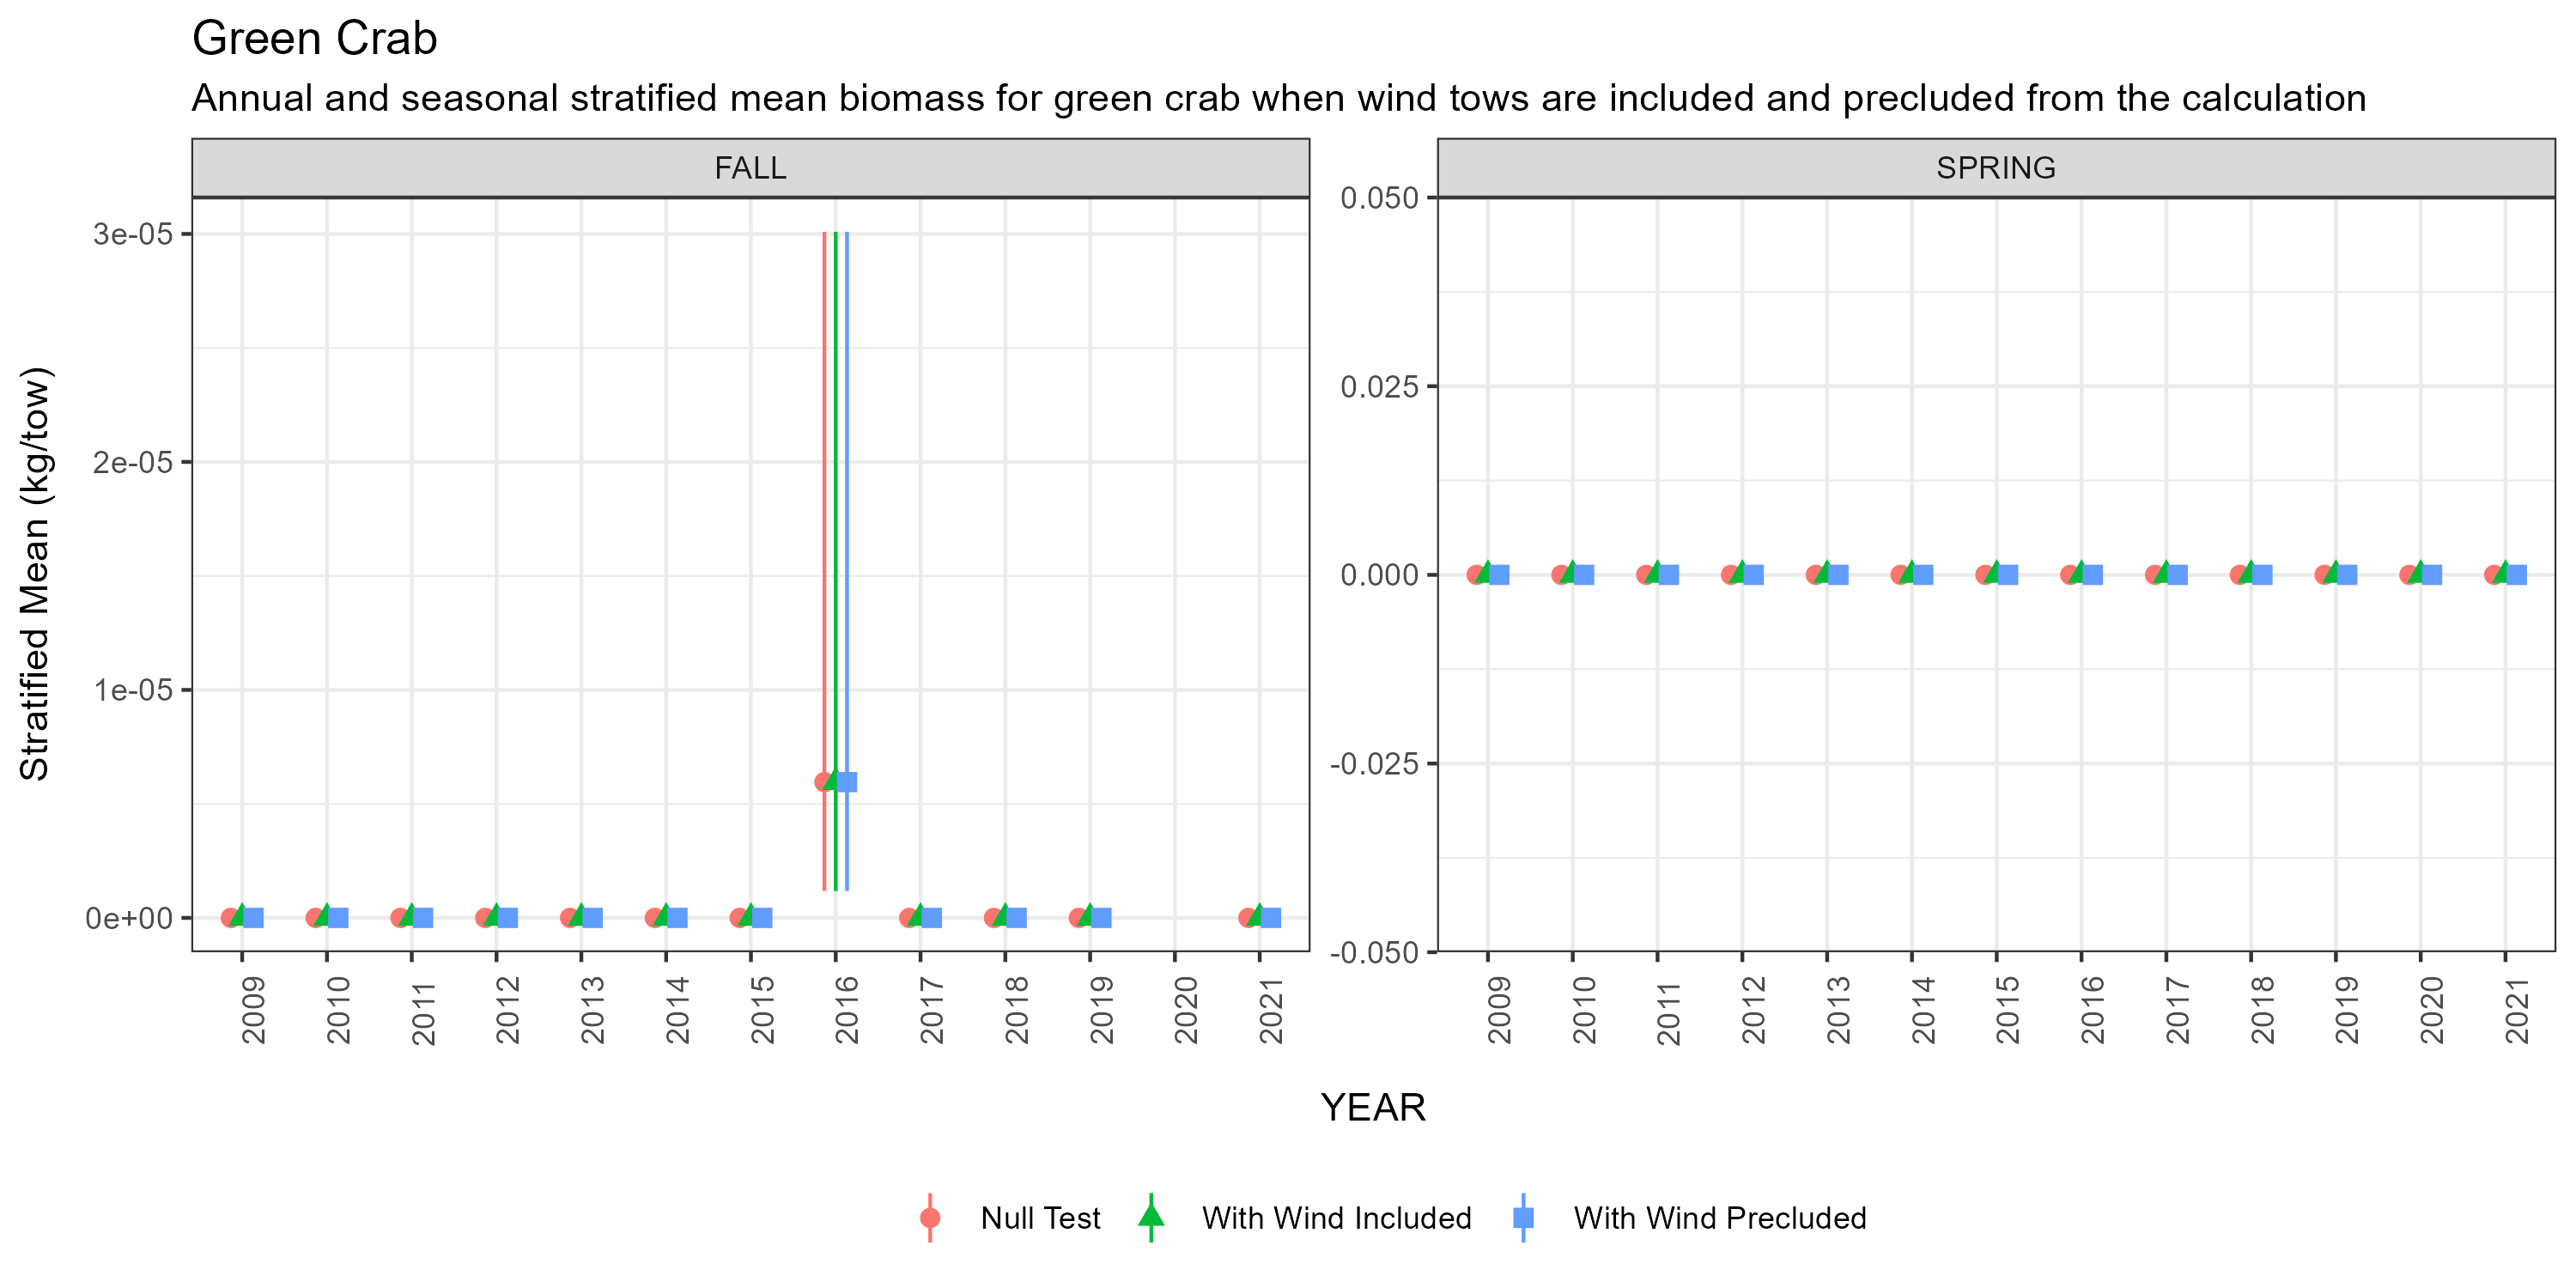 Green Crab
Annual and seasonal stratified mean biomass for green crab when wind tows are included and precluded from the calculation
FALL
SPRING
Stratified Mean (kg/tow)
3e-05
2e-05
1e-05
0e+00
0.050
0.025
0.000
-0.025
-0.050
2009 2010 2011 2012 2013 2014 2015 2016 2017 2018 2019 2020 2021
2009 2010 2011 2012 2013 2014 2015 2016 2017 2018 2019 2020 2021
YEAR
Null Test With Wind Included With Wind Precluded